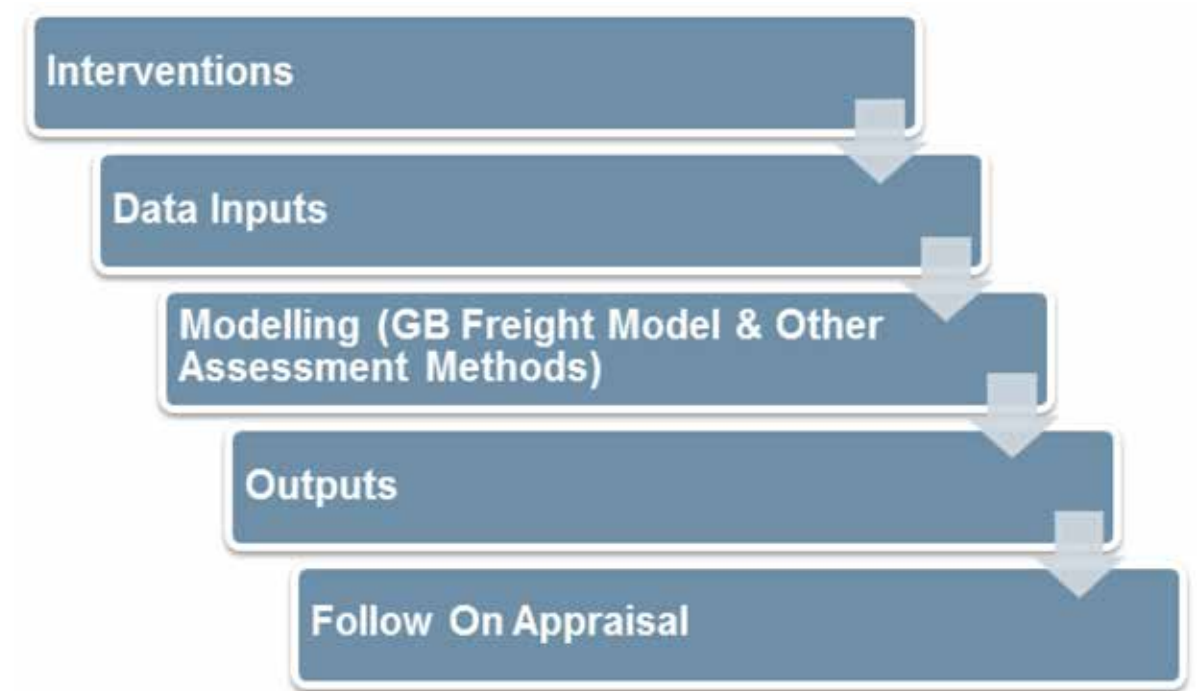 Interventions
Data Inputs
Modelling (GB Freight Model & Other
Assessment Methods)
Outputs
Follow On Appraisal